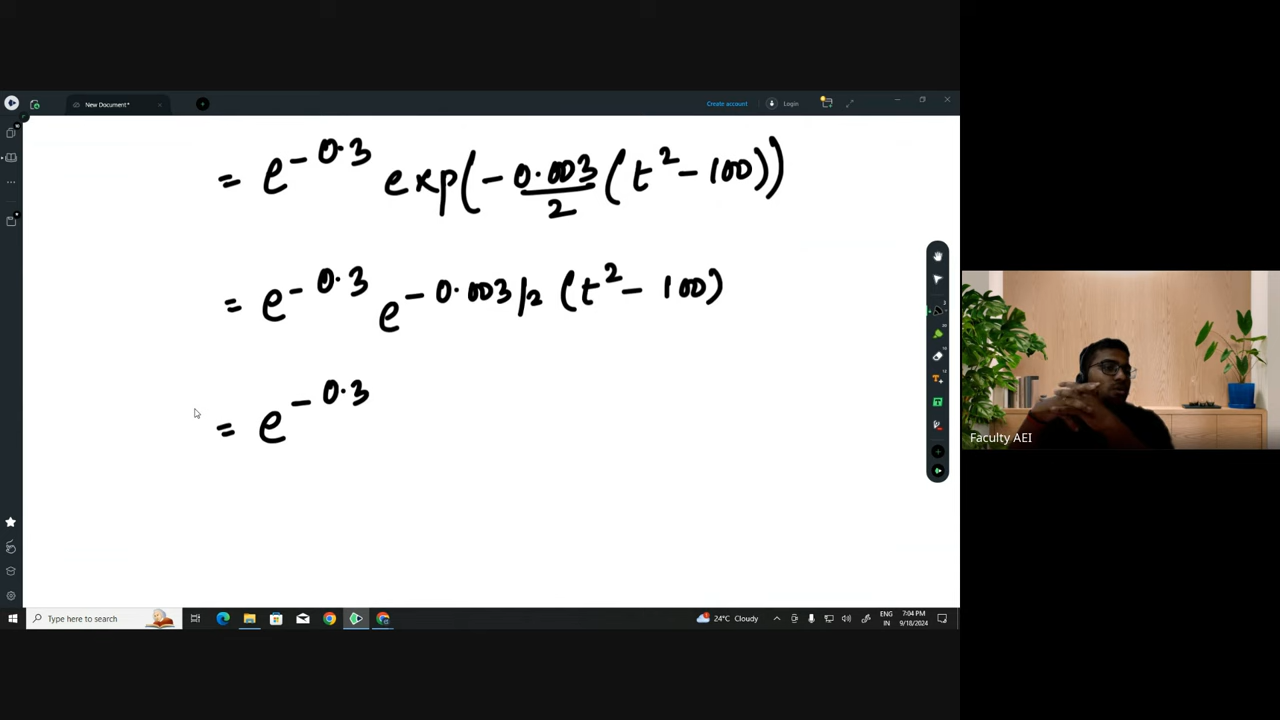 New Document*
Create account
Login
= e^{-0.3} exp(-0.003/2 (t^2 - 100))
= e^{-0.3} e^{-0.003/2 (t^2 - 100)}
= e^{-0.3}
Faculty AEI
Type here to search
24°C Cloudy
ENG
IN
7:04 PM
9/18/2024